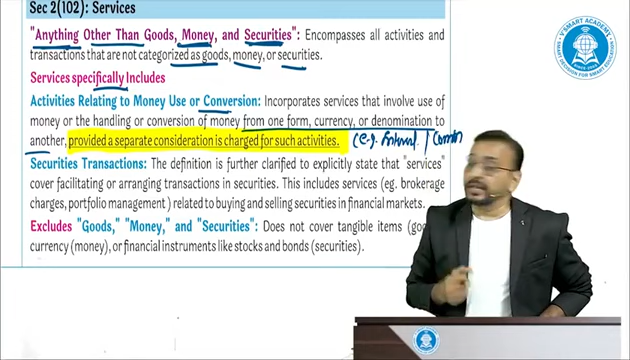 Sec 2(102): Services
V'SMART ACADEMY
"Anything Other Than Goods, Money, and Securities": Encompasses all activities and
transactions that are not categorized as goods, money, or securities.
Services specifically Includes
Activities Relating to Money Use or Conversion: Incorporates services that involve use of
money or the handling or conversion of money from one form, currency, or denomination to
another, provided a separate consideration is charged for such activities. (e.g.
Securities Transactions: The definition is further clarified to explicitly state that "services"
cover facilitating or arranging transactions in securities. This includes services (eg. brokerage
charges, portfolio management) related to buying and selling securities in financial markets.
Excludes "Goods," "Money," and "Securities": Does not cover tangible items (goo
currency (money), or financial instruments like stocks and bonds (securities).